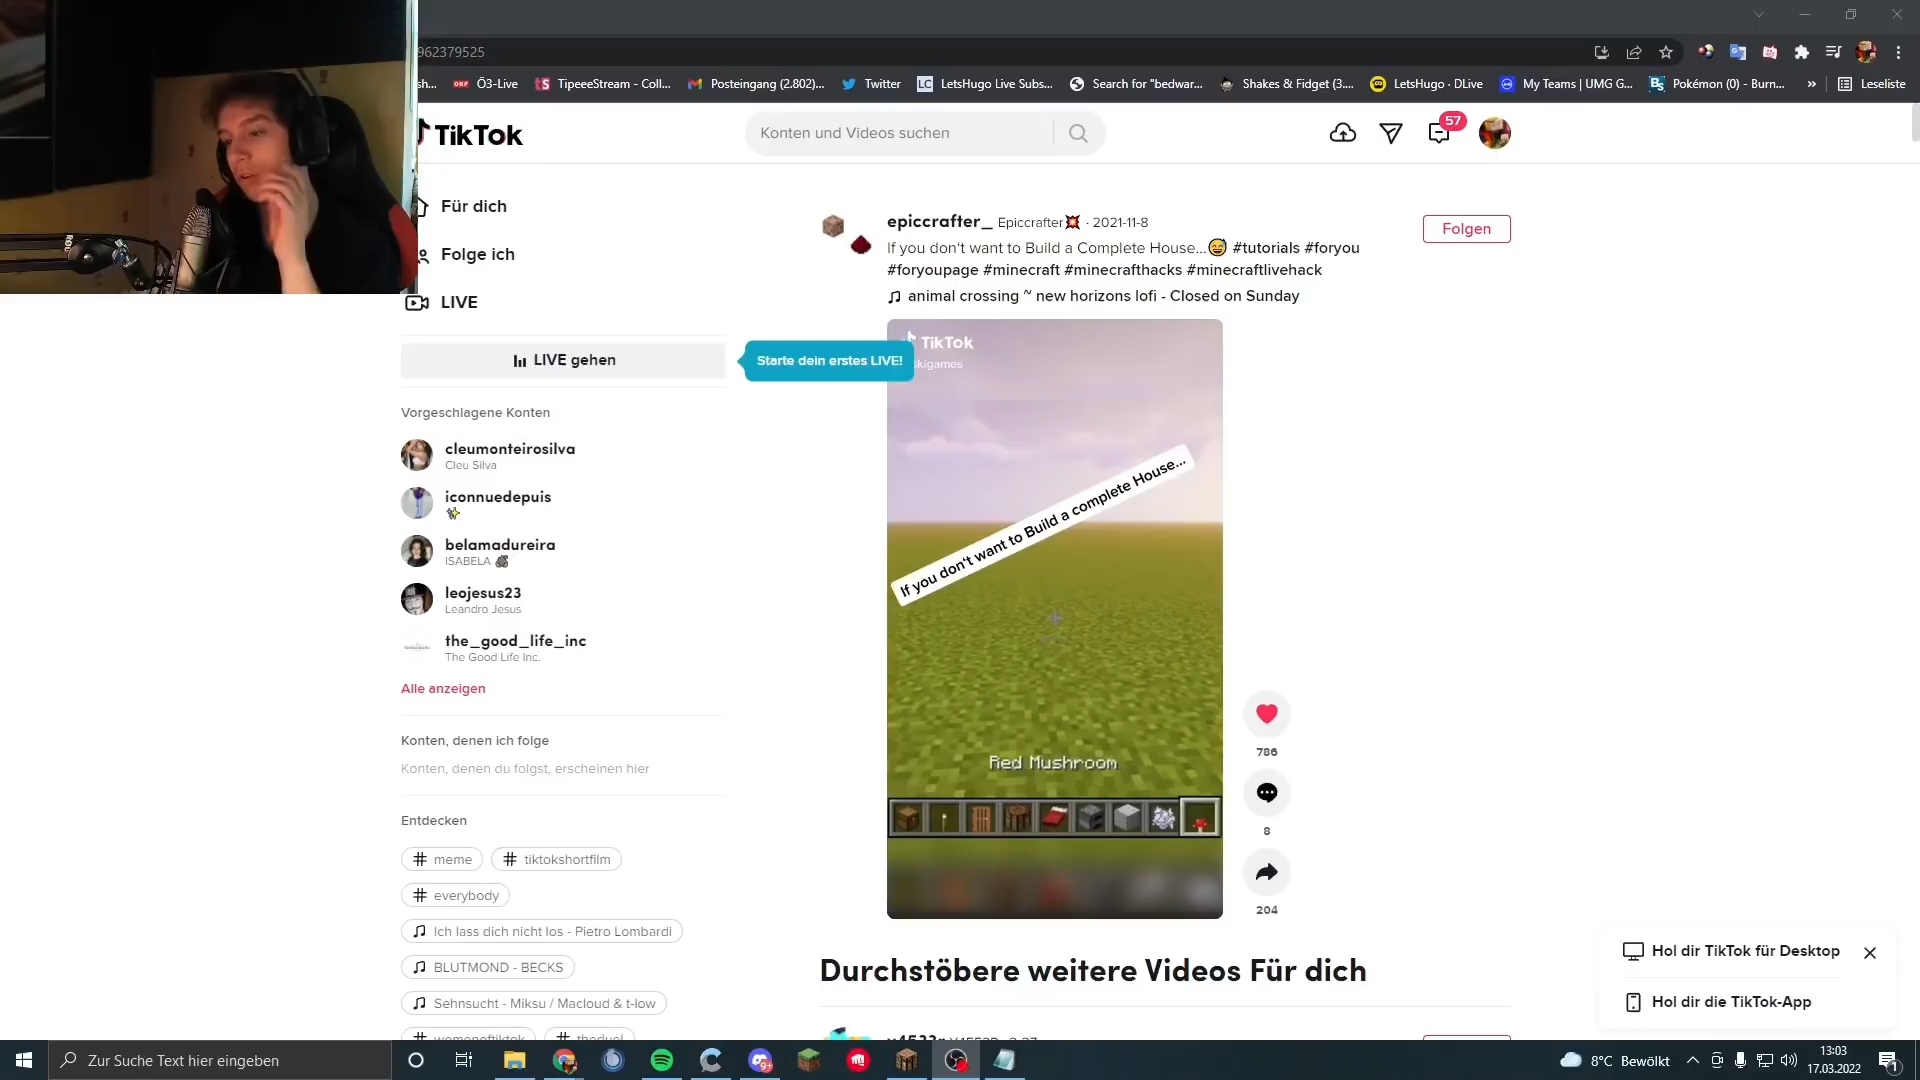 962379525
sh...
Ö3-Live
TipeeeStream - Coll...
Posteingang (2.802)...
Twitter
LetsHugo Live Subs...
Search for "bedwar...
Shakes & Fidget (3....
LetsHugo · DLive
My Teams | UMG G...
Pokémon (0) - Burn...
»
Leseliste
TikTok
Konten und Videos suchen
57
Für dich
Folge ich
LIVE
LIVE gehen
Starte dein erstes LIVE!
Vorgeschlagene Konten
cleumonteirosilva
Cleu Silva
iconnuedepuis
belamadureira
ISABELA
leojesus23
Leandro Jesus
the_good_life_inc
The Good Life Inc.
Alle anzeigen
Konten, denen ich folge
Konten, denen du folgst, erscheinen hier
Entdecken
# meme
# tiktokshortfilm
# everybody
Ich lass dich nicht los - Pietro Lombardi
BLUTMOND - BECKS
Sehnsucht - Miksu / Macloud & t-low
epiccrafter_ Epiccrafter💥 · 2021-11-8
If you don't want to Build a Complete House...😅 #tutorials #foryou
#foryoupage #minecraft #minecrafthacks #minecraftlivehack
animal crossing ~ new horizons lofi - Closed on Sunday
Folgen
TikTok
kigames
If you don't want to Build a complete House...
Red Mushroom
786
8
204
Durchstöbere weitere Videos Für dich
Hol dir TikTok für Desktop
Hol dir die TikTok-App
Zur Suche Text hier eingeben
9+
8°C Bewölkt
13:03
17.03.2022
1